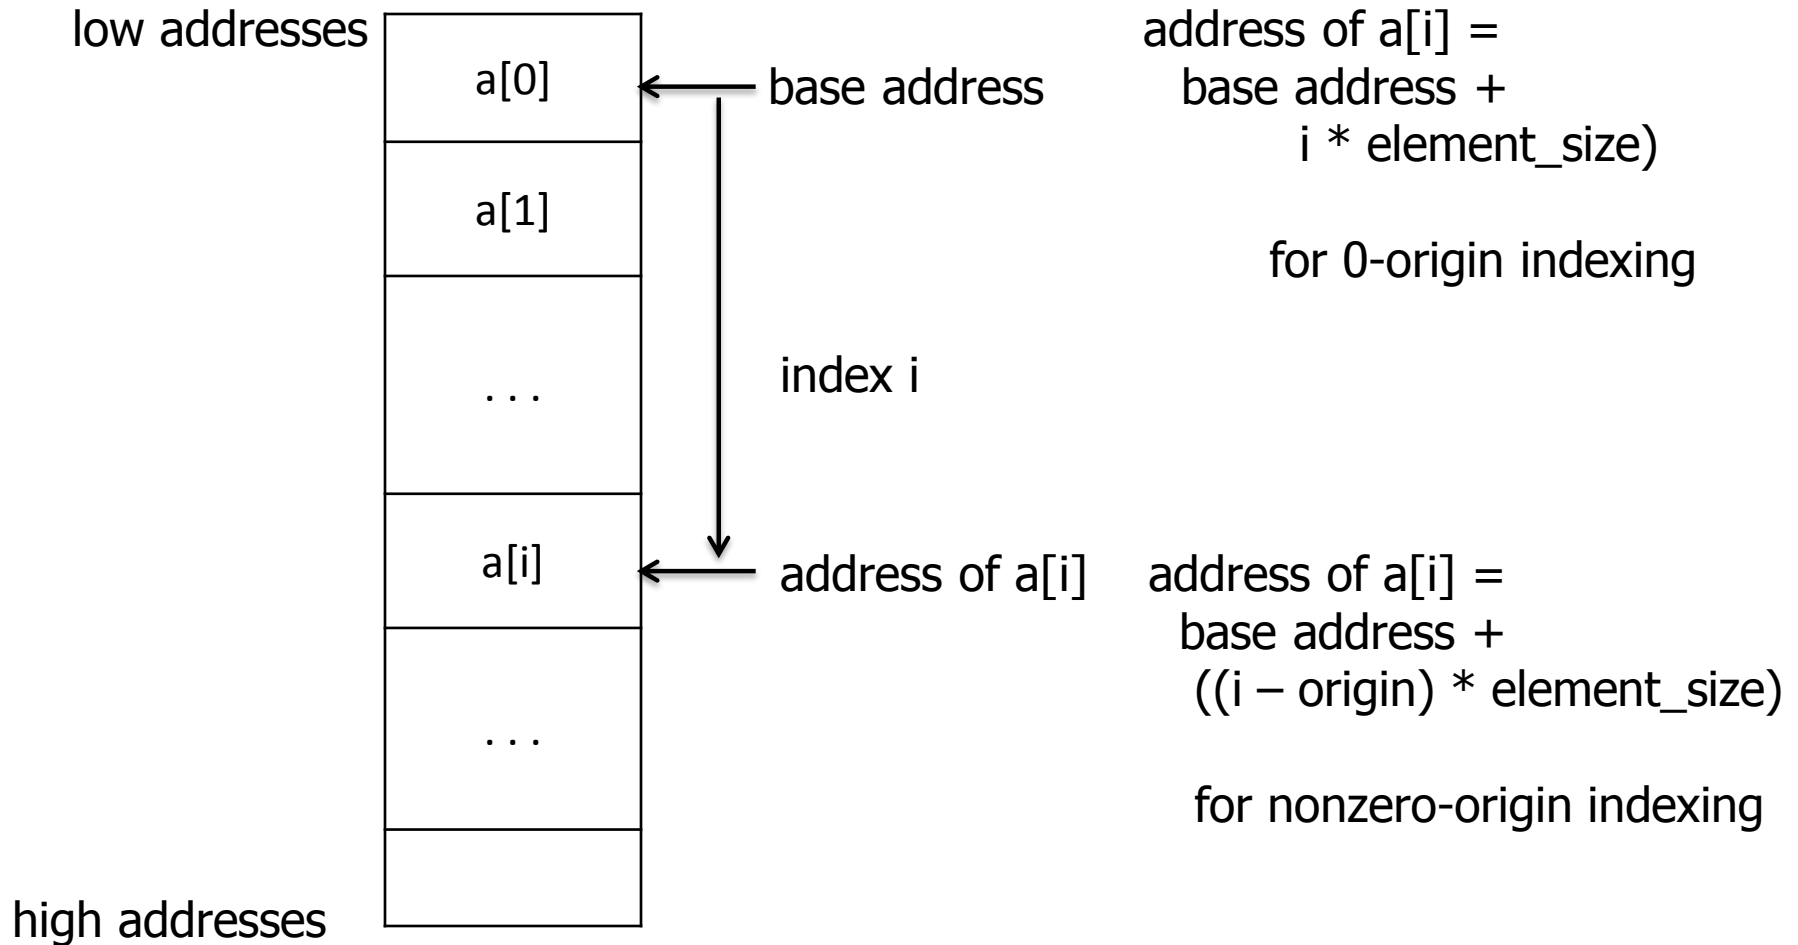 low addresses
a[0]
base address
address of a[i] =
base address +
i * element_size)
a[1]
for 0-origin indexing
index i
. . .
a[i]
address of a[i]
address of a[i] =
base address +
((i – origin) * element_size)
. . .
for nonzero-origin indexing
high addresses